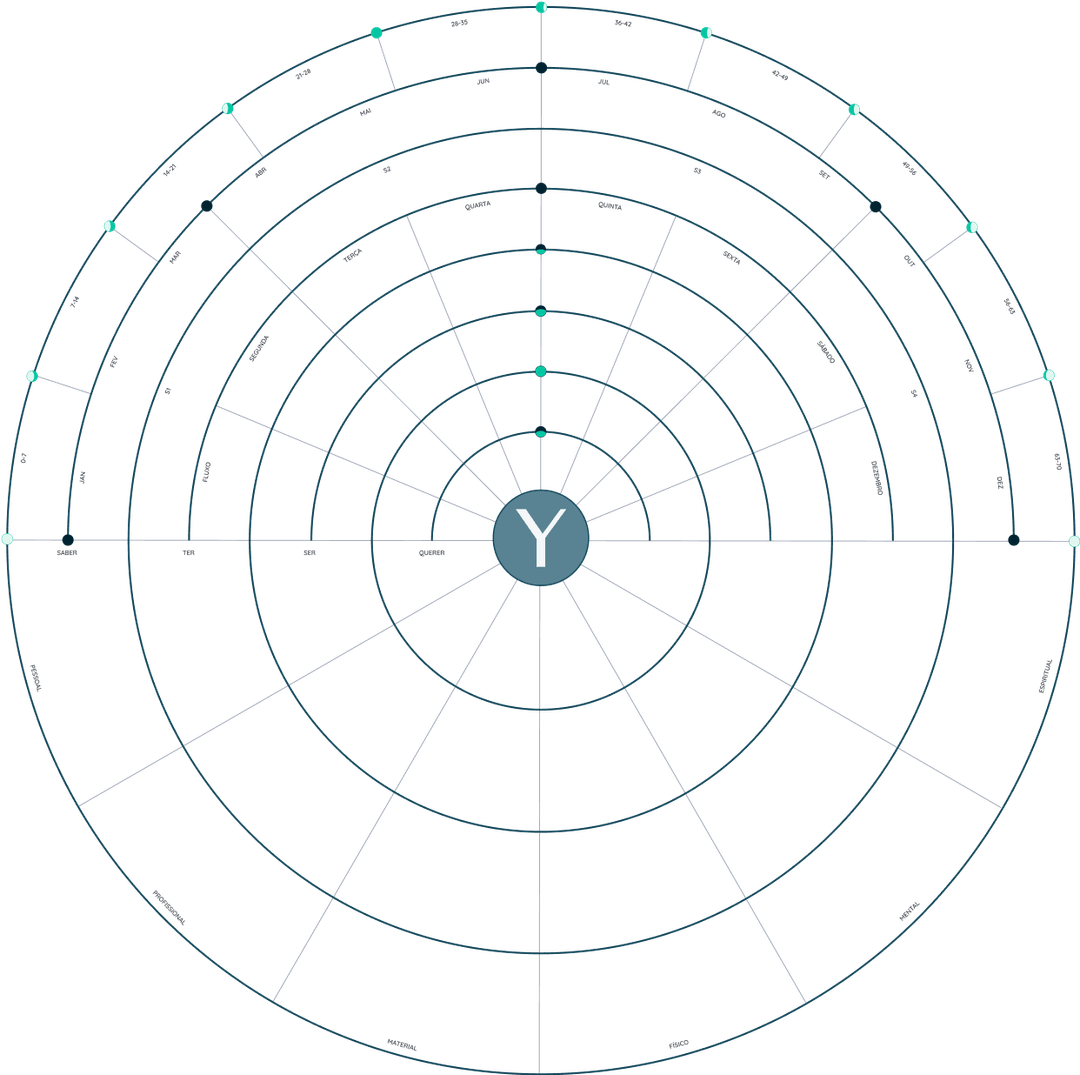 0-7
7-14
14-21
21-28
28-35
36-42
42-49
49-56
56-63
63-70
JAN
FEV
MAR
ABR
MAI
JUN
JUL
AGO
SET
OUT
NOV
DEZ
S1
S2
S3
S4
FLUXO
SEGUNDA
TERÇA
QUARTA
QUINTA
SEXTA
SÁBADO
DEZEMBRO
Y
SABER
TER
SER
QUERER
PESSOAL
PROFISSIONAL
MATERIAL
FÍSICO
MENTAL
ESPIRITUAL